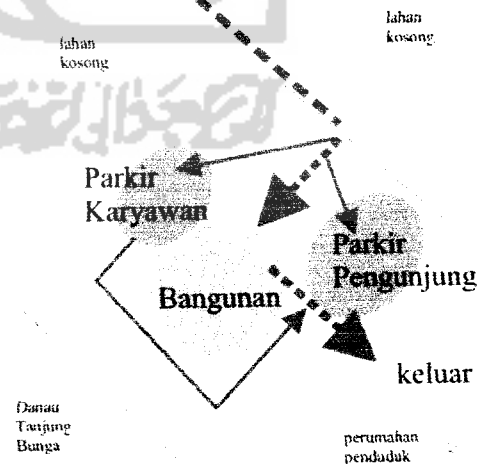 lahan
kosong
lahan
kosong
Parkir
Karyawan
Parkir
Pengunjung
Bangunan
keluar
Danau
Tanjung
Bunga
perumahan
penduduk